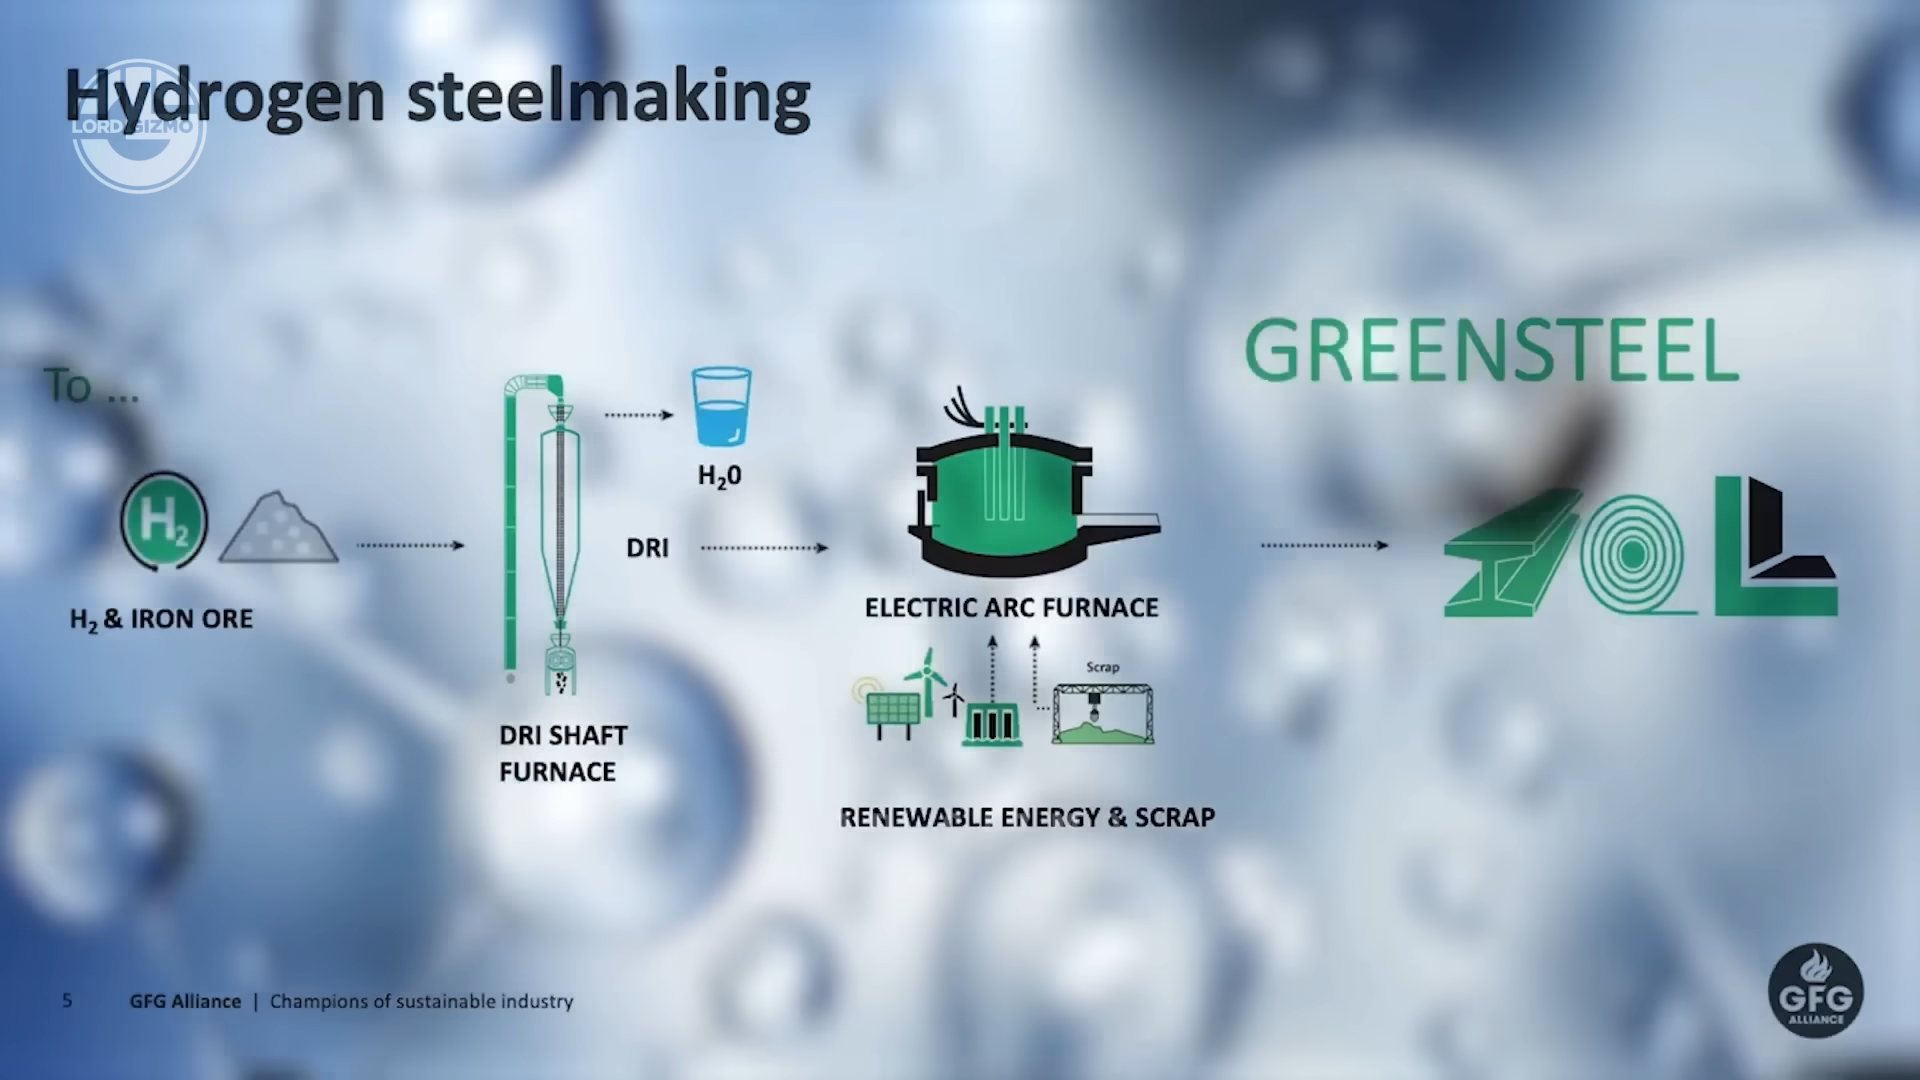 Hydrogen steelmaking
LORD GIZMO
GREENSTEEL
To ...
H₂
H₂0
DRI
H₂ & IRON ORE
ELECTRIC ARC FURNACE
Scrap
DRI SHAFT
FURNACE
RENEWABLE ENERGY & SCRAP
5 GFG Alliance | Champions of sustainable industry
GFG
ALLIANCE